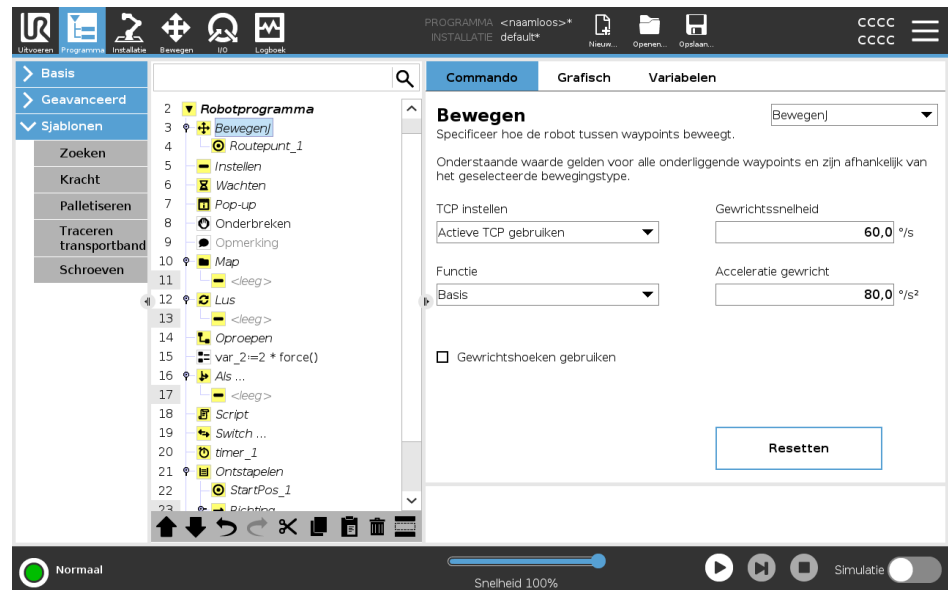 PROGRAMMA <naamloos>*
INSTALLATIE default*
CCCC
CCCC
Uitvoeren Programma Installatie Bewegen I/O Logboek
Nieuw... Openen... Opslaan...
Basis
Geavanceerd
Sjablonen
Zoeken
Kracht
Palletiseren
Traceren
transportband
Schroeven
2 Robotprogramma
3 BewegenJ
4 Routepunt_1
5 Instellen
6 Wachten
7 Pop-up
8 Onderbreken
9 Opmerking
10 Map
11 <leeg>
12 Lus
13 <leeg>
14 Oproepen
15 var_2:=2 * force()
16 Als ...
17 <leeg>
18 Script
19 Switch ...
20 timer_1
21 Ontstapelen
22 StartPos_1
23 Richting
Commando Grafisch Variabelen
Bewegen
BewegenJ
Specificeer hoe de robot tussen waypoints beweegt.
Onderstaande waarde gelden voor alle onderliggende waypoints en zijn afhankelijk van
het geselecteerde bewegingstype.
TCP instellen
Gewrichtssnelheid
Actieve TCP gebruiken
60,0 °/s
Functie
Acceleratie gewricht
Basis
80,0 °/s²
Gewrichtshoeken gebruiken
Resetten
Normaal
Snelheid 100%
Simulatie